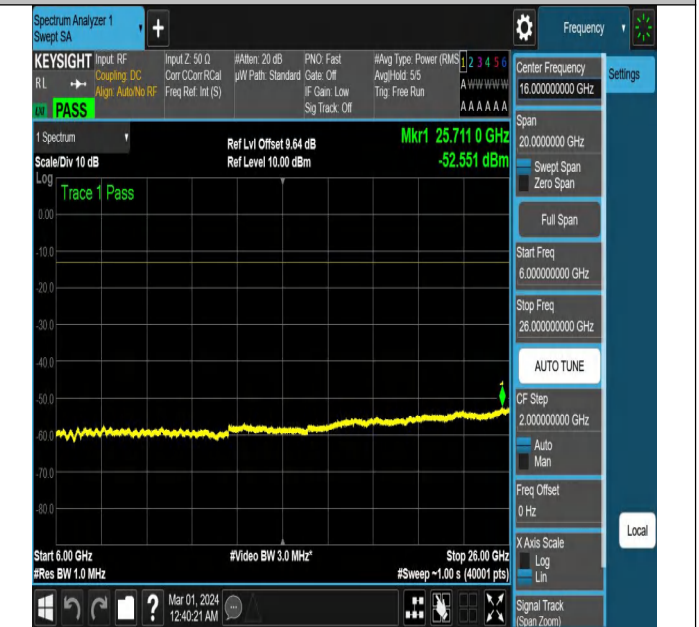 Spectrum Analyzer 1
Swept SA
+
Frequency
KEYSIGHT
RL
PASS
Input: RF
Coupling: DC
Align: Auto/No RF
Input Z: 50 Ω
Corr CCorr RCal
Freq Ref: Int (S)
#Atten: 20 dB
µW Path: Standard
PNO: Fast
Gate: Off
IF Gain: Low
Sig Track: Off
#Avg Type: Power (RMS
Avg|Hold: 5/5
Trig: Free Run
1 2 3 4 5 6
A W W W W W
A A A A A A
1 Spectrum
Scale/Div 10 dB
Log
Ref Lvl Offset 9.64 dB
Ref Level 10.00 dBm
Mkr1 25.711 0 GHz
-52.551 dBm
Trace 1 Pass
0.00
-10.0
-20.0
-30.0
-40.0
-50.0
-60.0
-70.0
-80.0
Start 6.00 GHz
#Res BW 1.0 MHz
#Video BW 3.0 MHz*
Stop 26.00 GHz
#Sweep ~1.00 s (40001 pts)
?
Mar 01, 2024
12:40:21 AM
Center Frequency
16.000000000 GHz
Settings
Span
20.0000000 GHz
Swept Span
Zero Span
Full Span
Start Freq
6.000000000 GHz
Stop Freq
26.000000000 GHz
AUTO TUNE
CF Step
2.000000000 GHz
Auto
Man
Freq Offset
0 Hz
X Axis Scale
Log
Lin
Local
Signal Track
(Span Zoom)